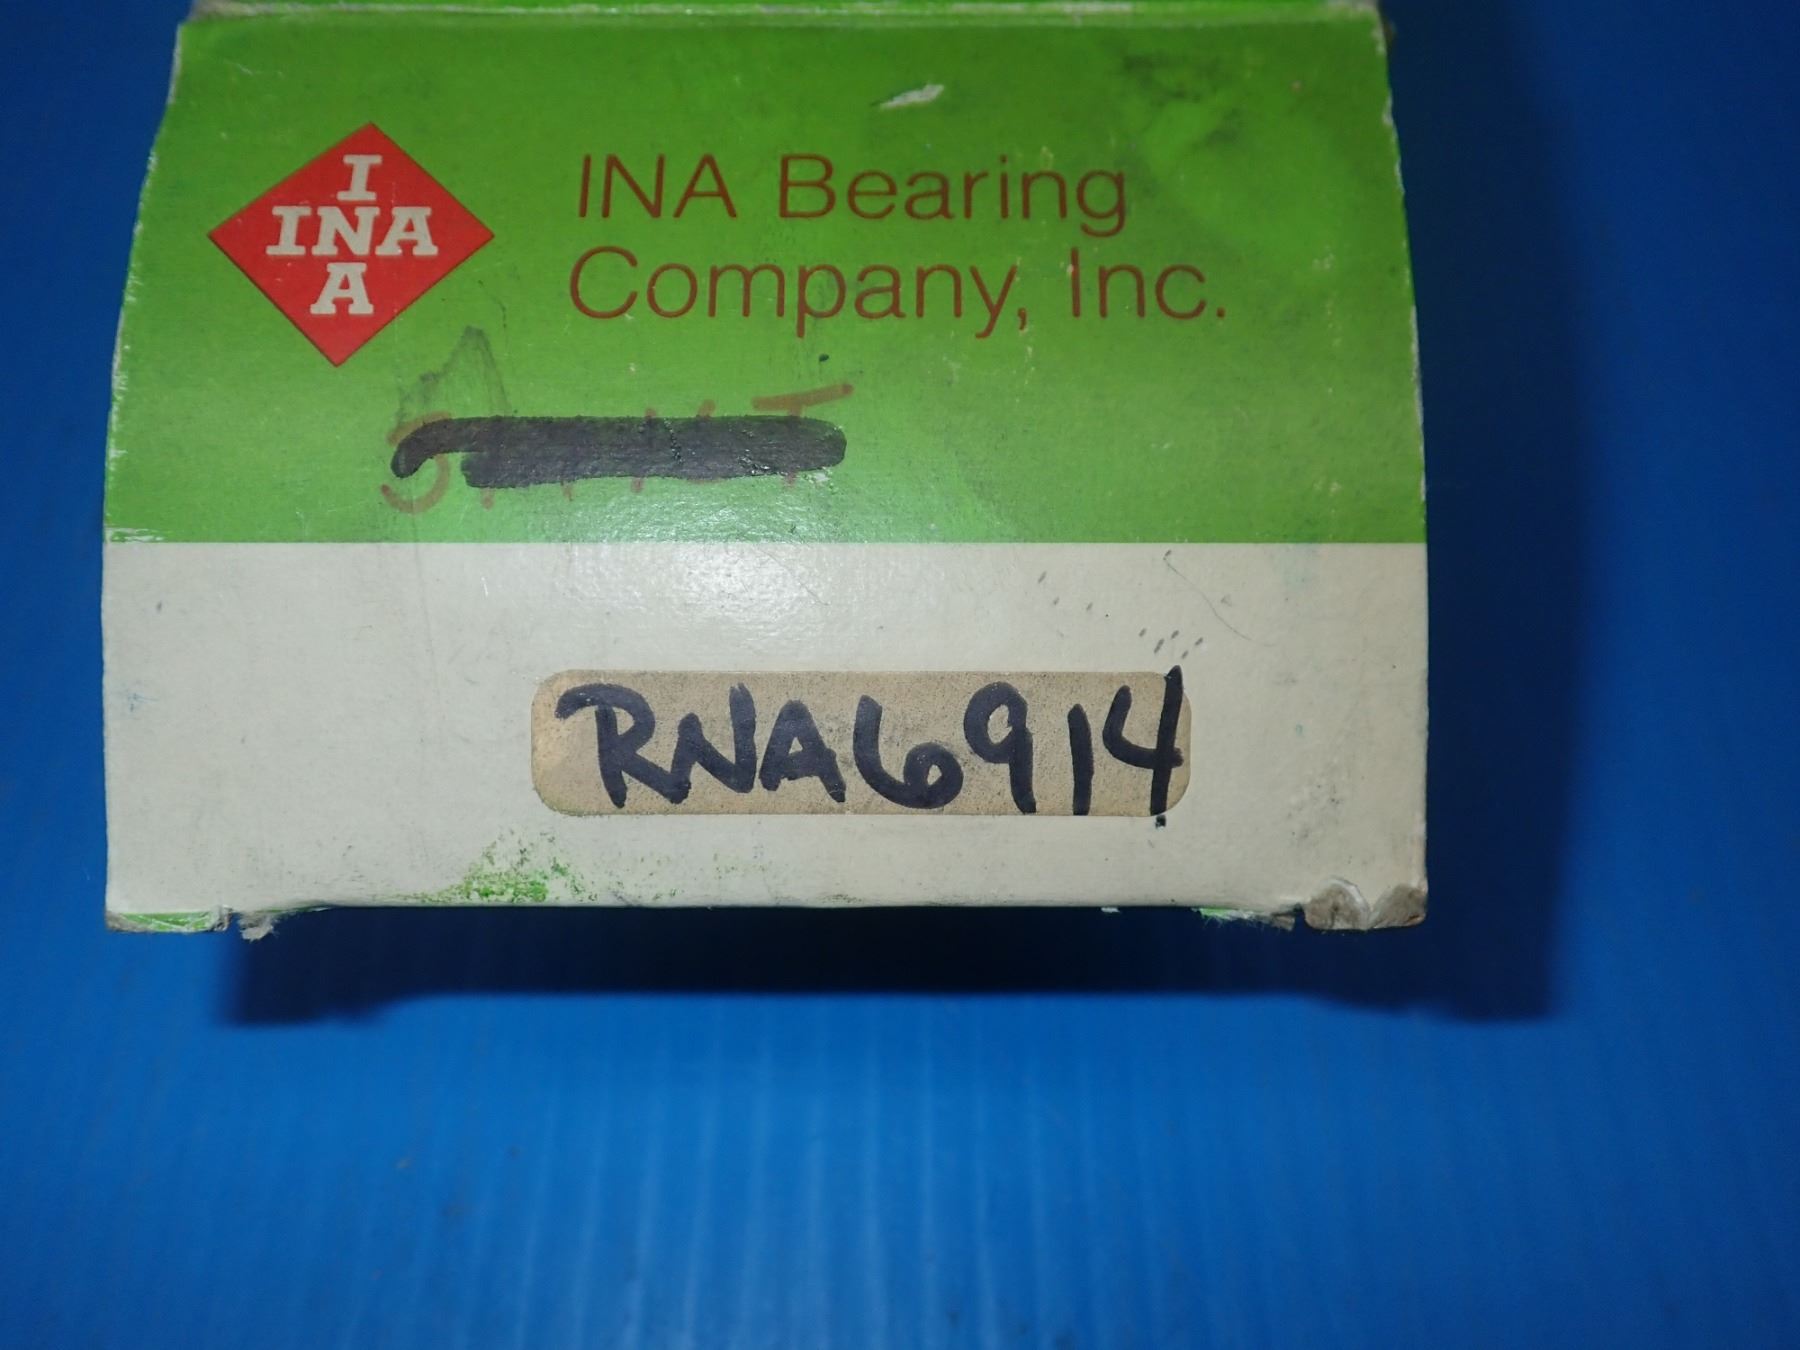 I
INA
A
INA Bearing
Company, Inc.
RNA6914